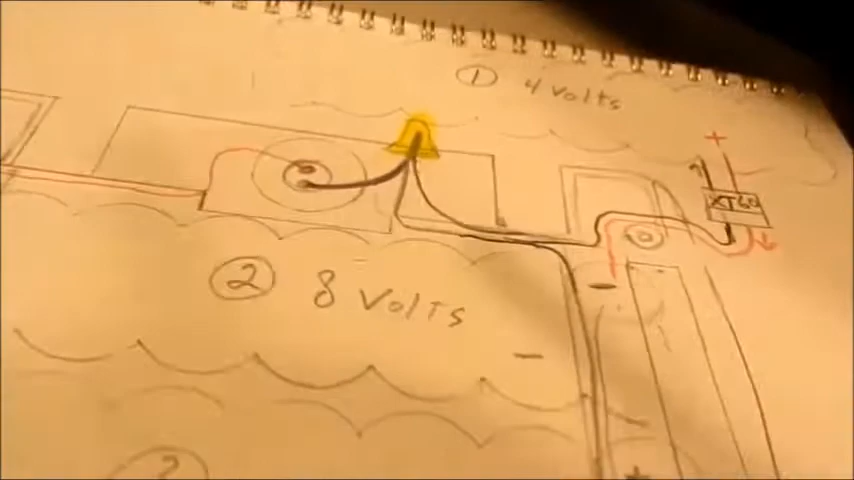 ① 4 Volts
+
XT60
② 8 Volts
-
-
+